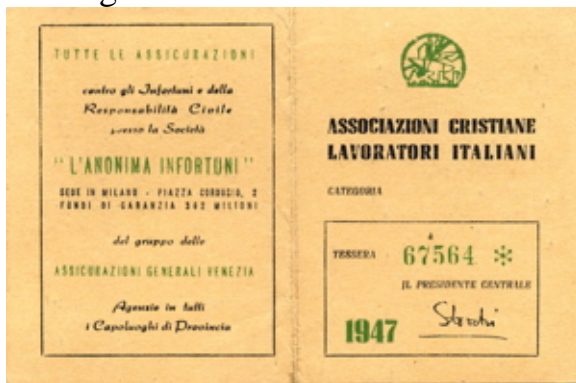 TUTTE LE ASSICURAZIONI
contro gli Infortuni e della
Responsabilità Civile
presso la Società
"L'ANONIMA INFORTUNI"
SEDE IN MILANO - PIAZZA CORDUSIO, 2
FONDI DI GARANZIA 362 MILIONI
del gruppo delle
ASSICURAZIONI GENERALI VENEZIA
Agenzie in tutti
i Capoluoghi di Provincia
ASSOCIAZIONI CRISTIANE
LAVORATORI ITALIANI
CATEGORIA
TESSERA
67564 *
IL PRESIDENTE CENTRALE
1947